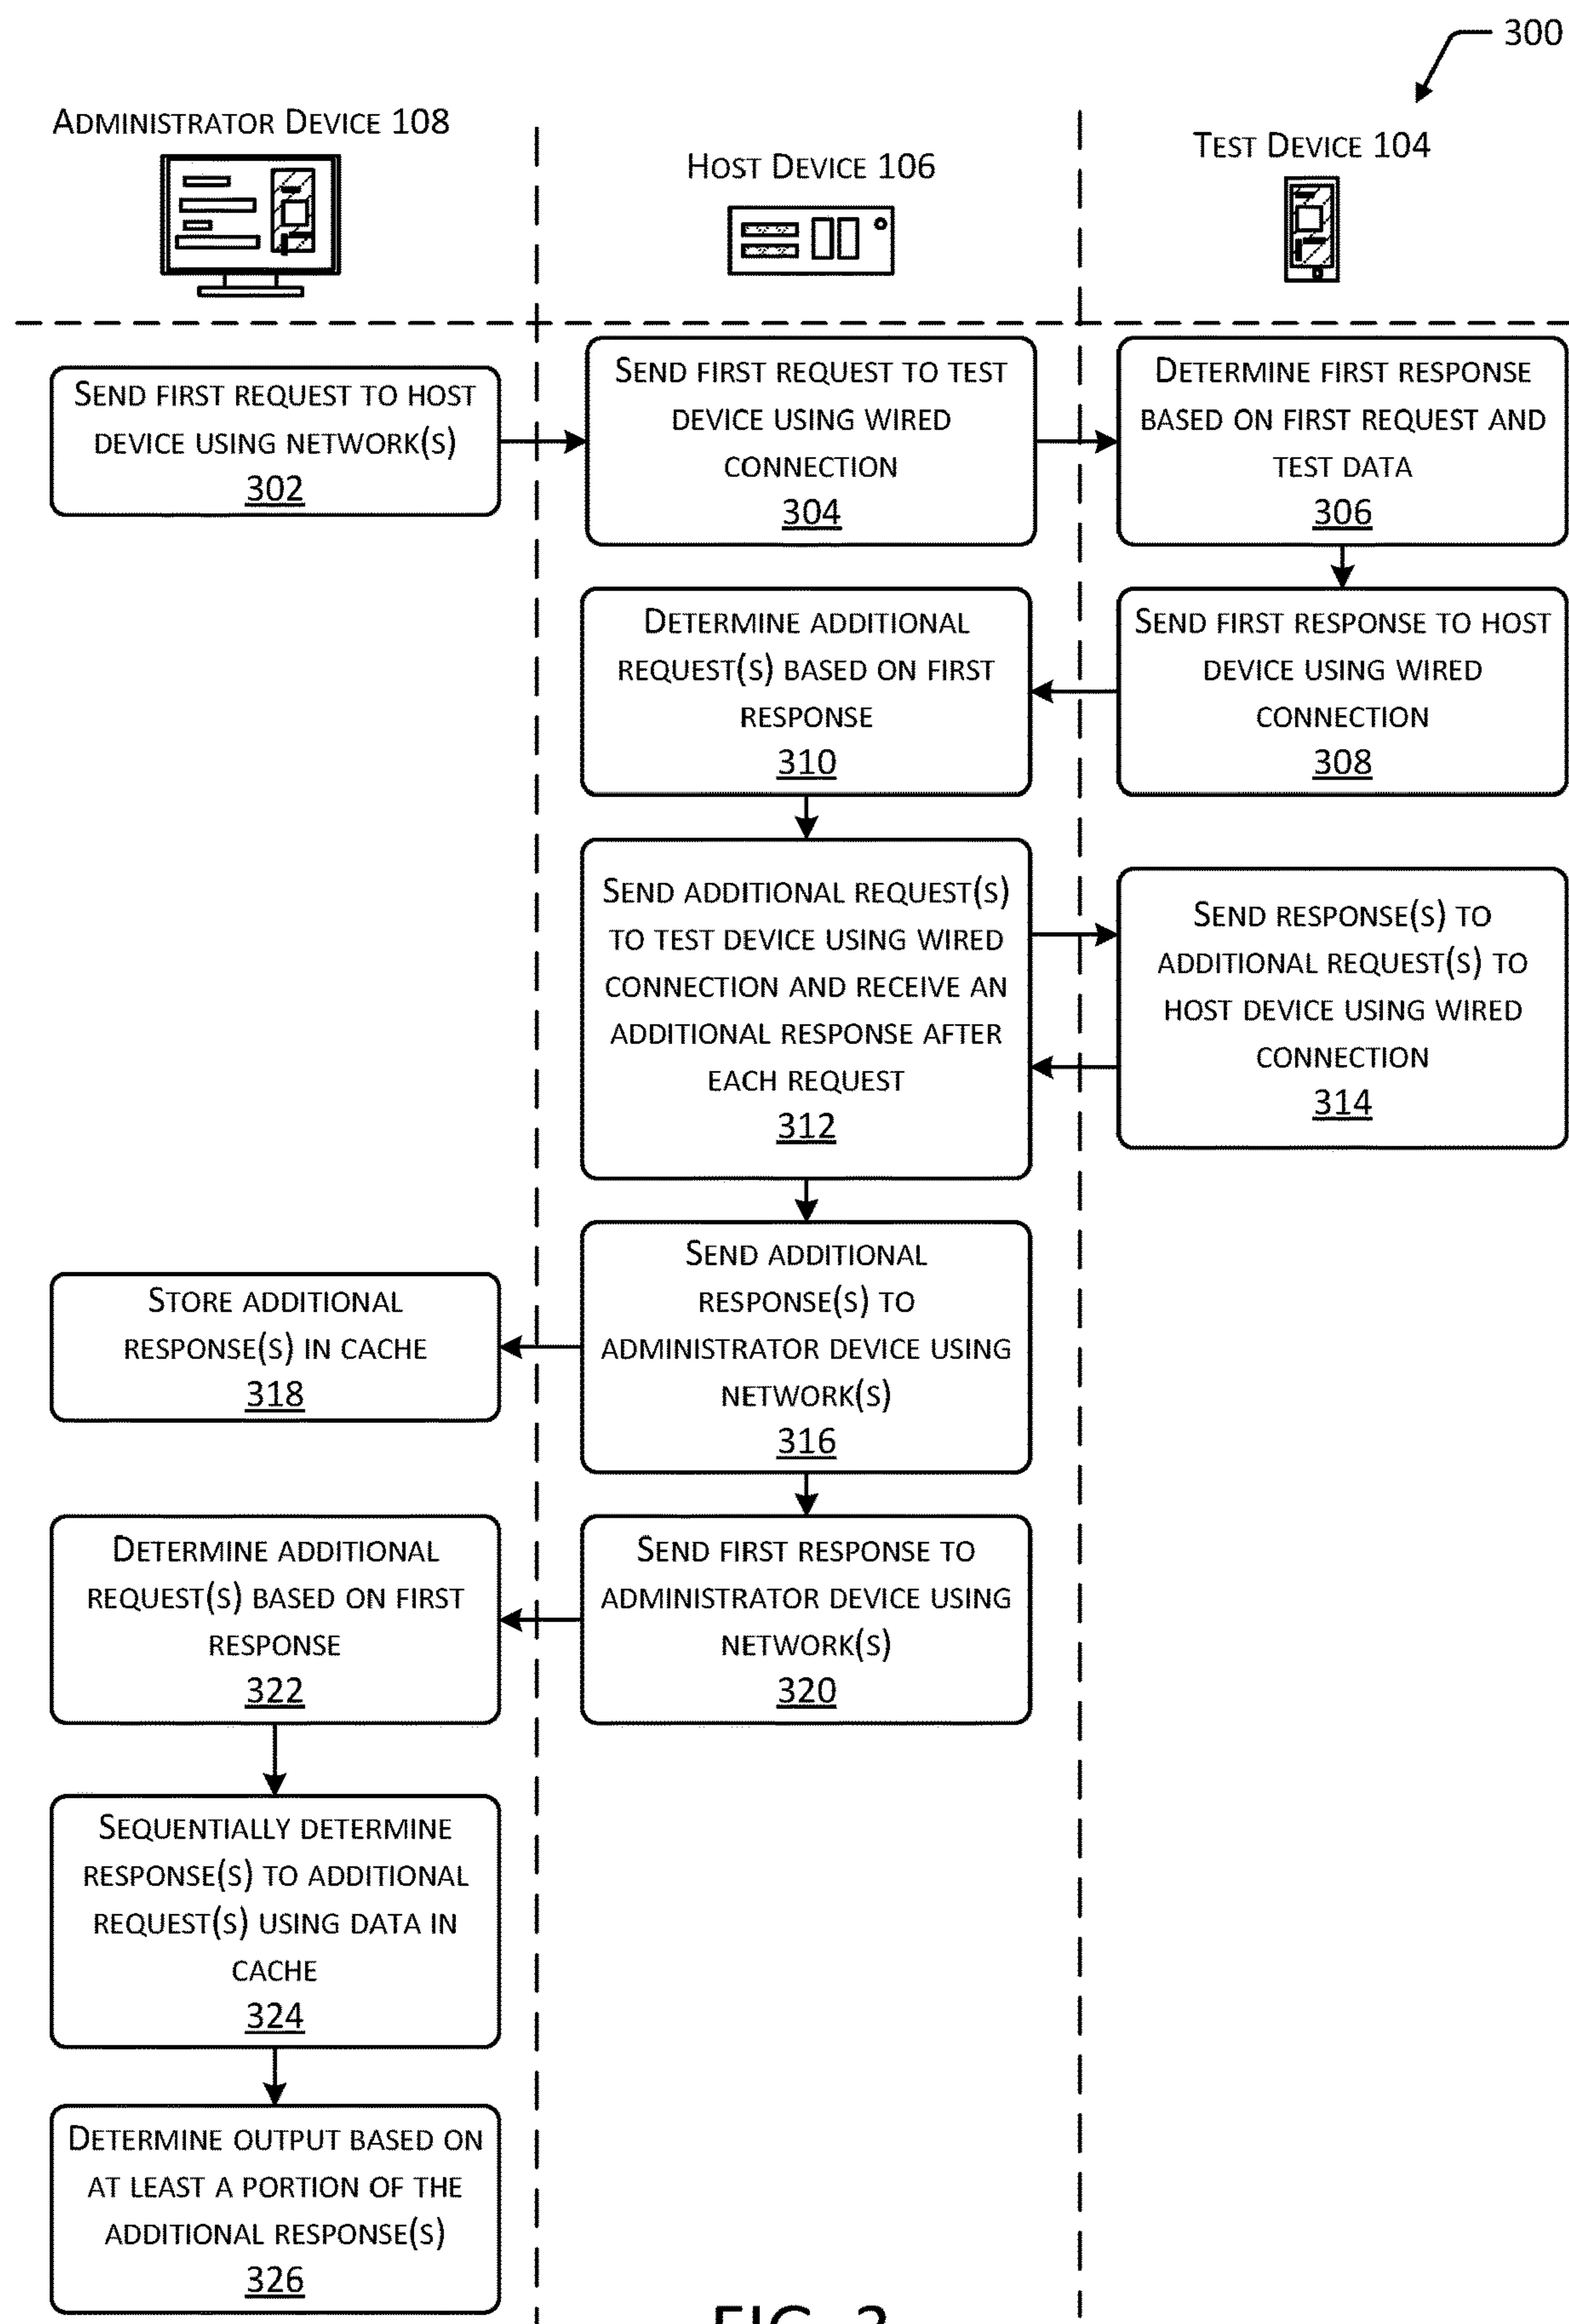 300
ADMINISTRATOR DEVICE 108
HOST DEVICE 106
TEST DEVICE 104
SEND FIRST REQUEST TO HOST
DEVICE USING NETWORK(S)
302
SEND FIRST REQUEST TO TEST
DEVICE USING WIRED
CONNECTION
304
DETERMINE FIRST RESPONSE
BASED ON FIRST REQUEST AND
TEST DATA
306
SEND FIRST RESPONSE TO HOST
DEVICE USING WIRED
CONNECTION
308
DETERMINE ADDITIONAL
REQUEST(S) BASED ON FIRST
RESPONSE
310
SEND ADDITIONAL REQUEST(S)
TO TEST DEVICE USING WIRED
CONNECTION AND RECEIVE AN
ADDITIONAL RESPONSE AFTER
EACH REQUEST
312
SEND RESPONSE(S) TO
ADDITIONAL REQUEST(S) TO
HOST DEVICE USING WIRED
CONNECTION
314
SEND ADDITIONAL
RESPONSE(S) TO
ADMINISTRATOR DEVICE USING
NETWORK(S)
316
STORE ADDITIONAL
RESPONSE(S) IN CACHE
318
SEND FIRST RESPONSE TO
ADMINISTRATOR DEVICE USING
NETWORK(S)
320
DETERMINE ADDITIONAL
REQUEST(S) BASED ON FIRST
RESPONSE
322
SEQUENTIALLY DETERMINE
RESPONSE(S) TO ADDITIONAL
REQUEST(S) USING DATA IN
CACHE
324
DETERMINE OUTPUT BASED ON
AT LEAST A PORTION OF THE
ADDITIONAL RESPONSE(S)
326